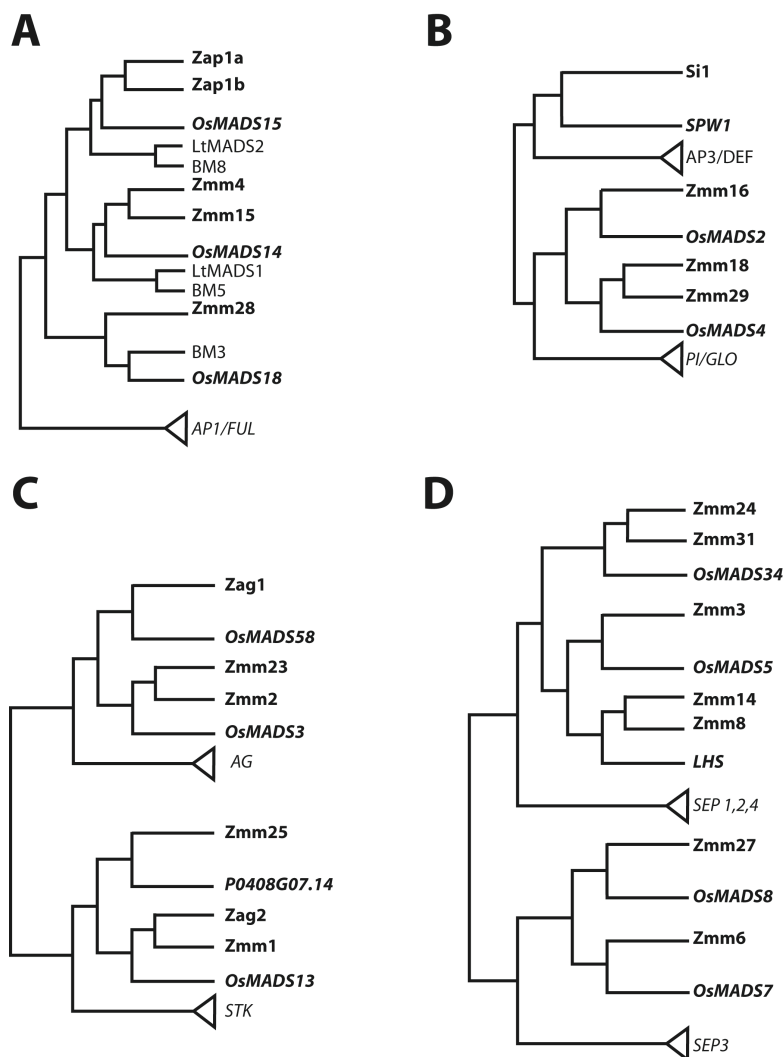 A
Zap1a
Zap1b
OsMADS15
LtMADS2
BM8
Zmm4
Zmm15
OsMADS14
LtMADS1
BM5
Zmm28
BM3
OsMADS18
AP1/FUL
B
Si1
SPW1
AP3/DEF
Zmm16
OsMADS2
Zmm18
Zmm29
OsMADS4
PI/GLO
C
Zag1
OsMADS58
Zmm23
Zmm2
OsMADS3
AG
Zmm25
P0408G07.14
Zag2
Zmm1
OsMADS13
STK
D
Zmm24
Zmm31
OsMADS34
Zmm3
OsMADS5
Zmm14
Zmm8
LHS
SEP 1,2,4
Zmm27
OsMADS8
Zmm6
OsMADS7
SEP3